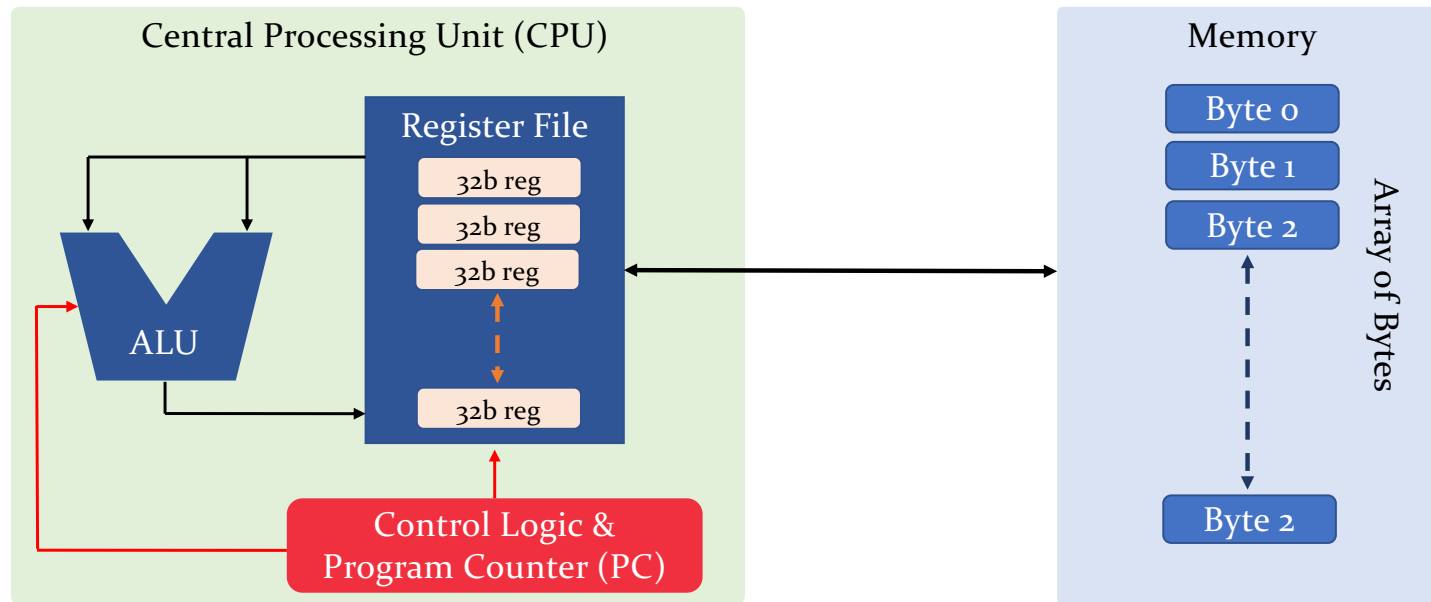 Central Processing Unit (CPU)
Register File
32b reg
32b reg
32b reg
32b reg
ALU
Control Logic &
Program Counter (PC)
Memory
Byte 0
Byte 1
Byte 2
Byte 2
Array of Bytes